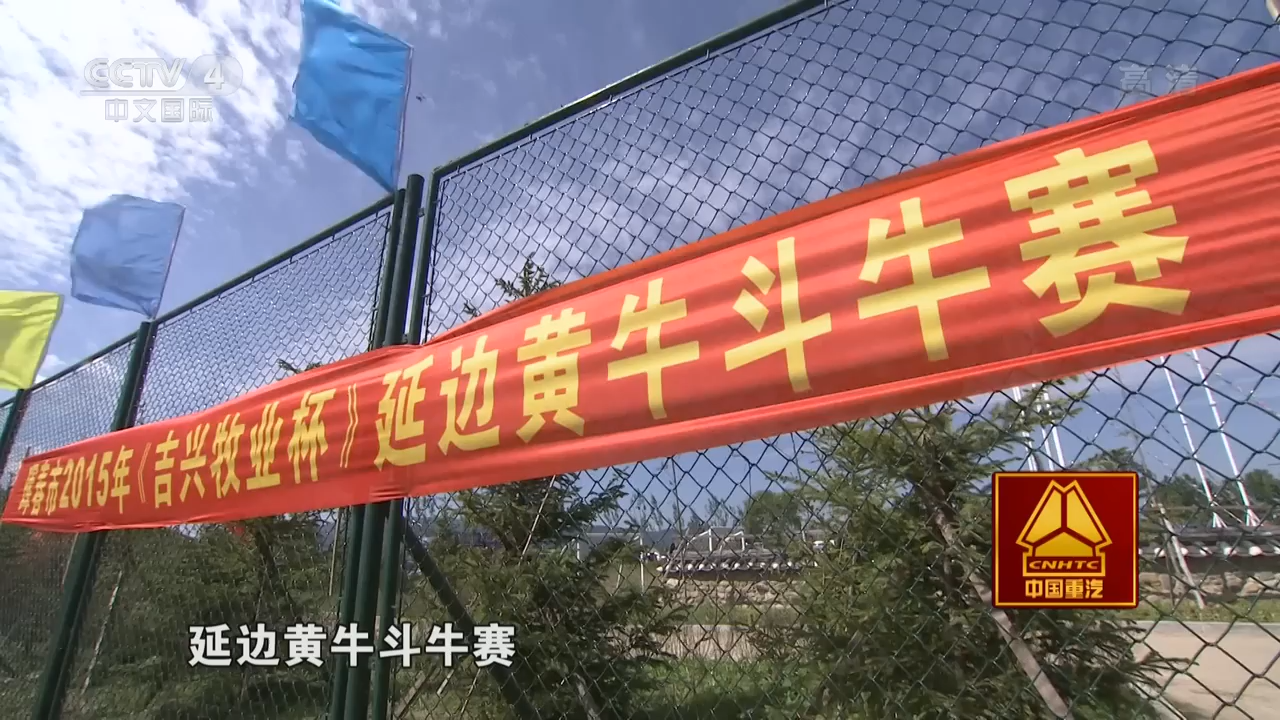 CCTV 4
中文国际
高清
珲春市2015年《吉兴牧业杯》延边黄牛斗牛赛
CNHTC
中国重汽
延边黄牛斗牛赛